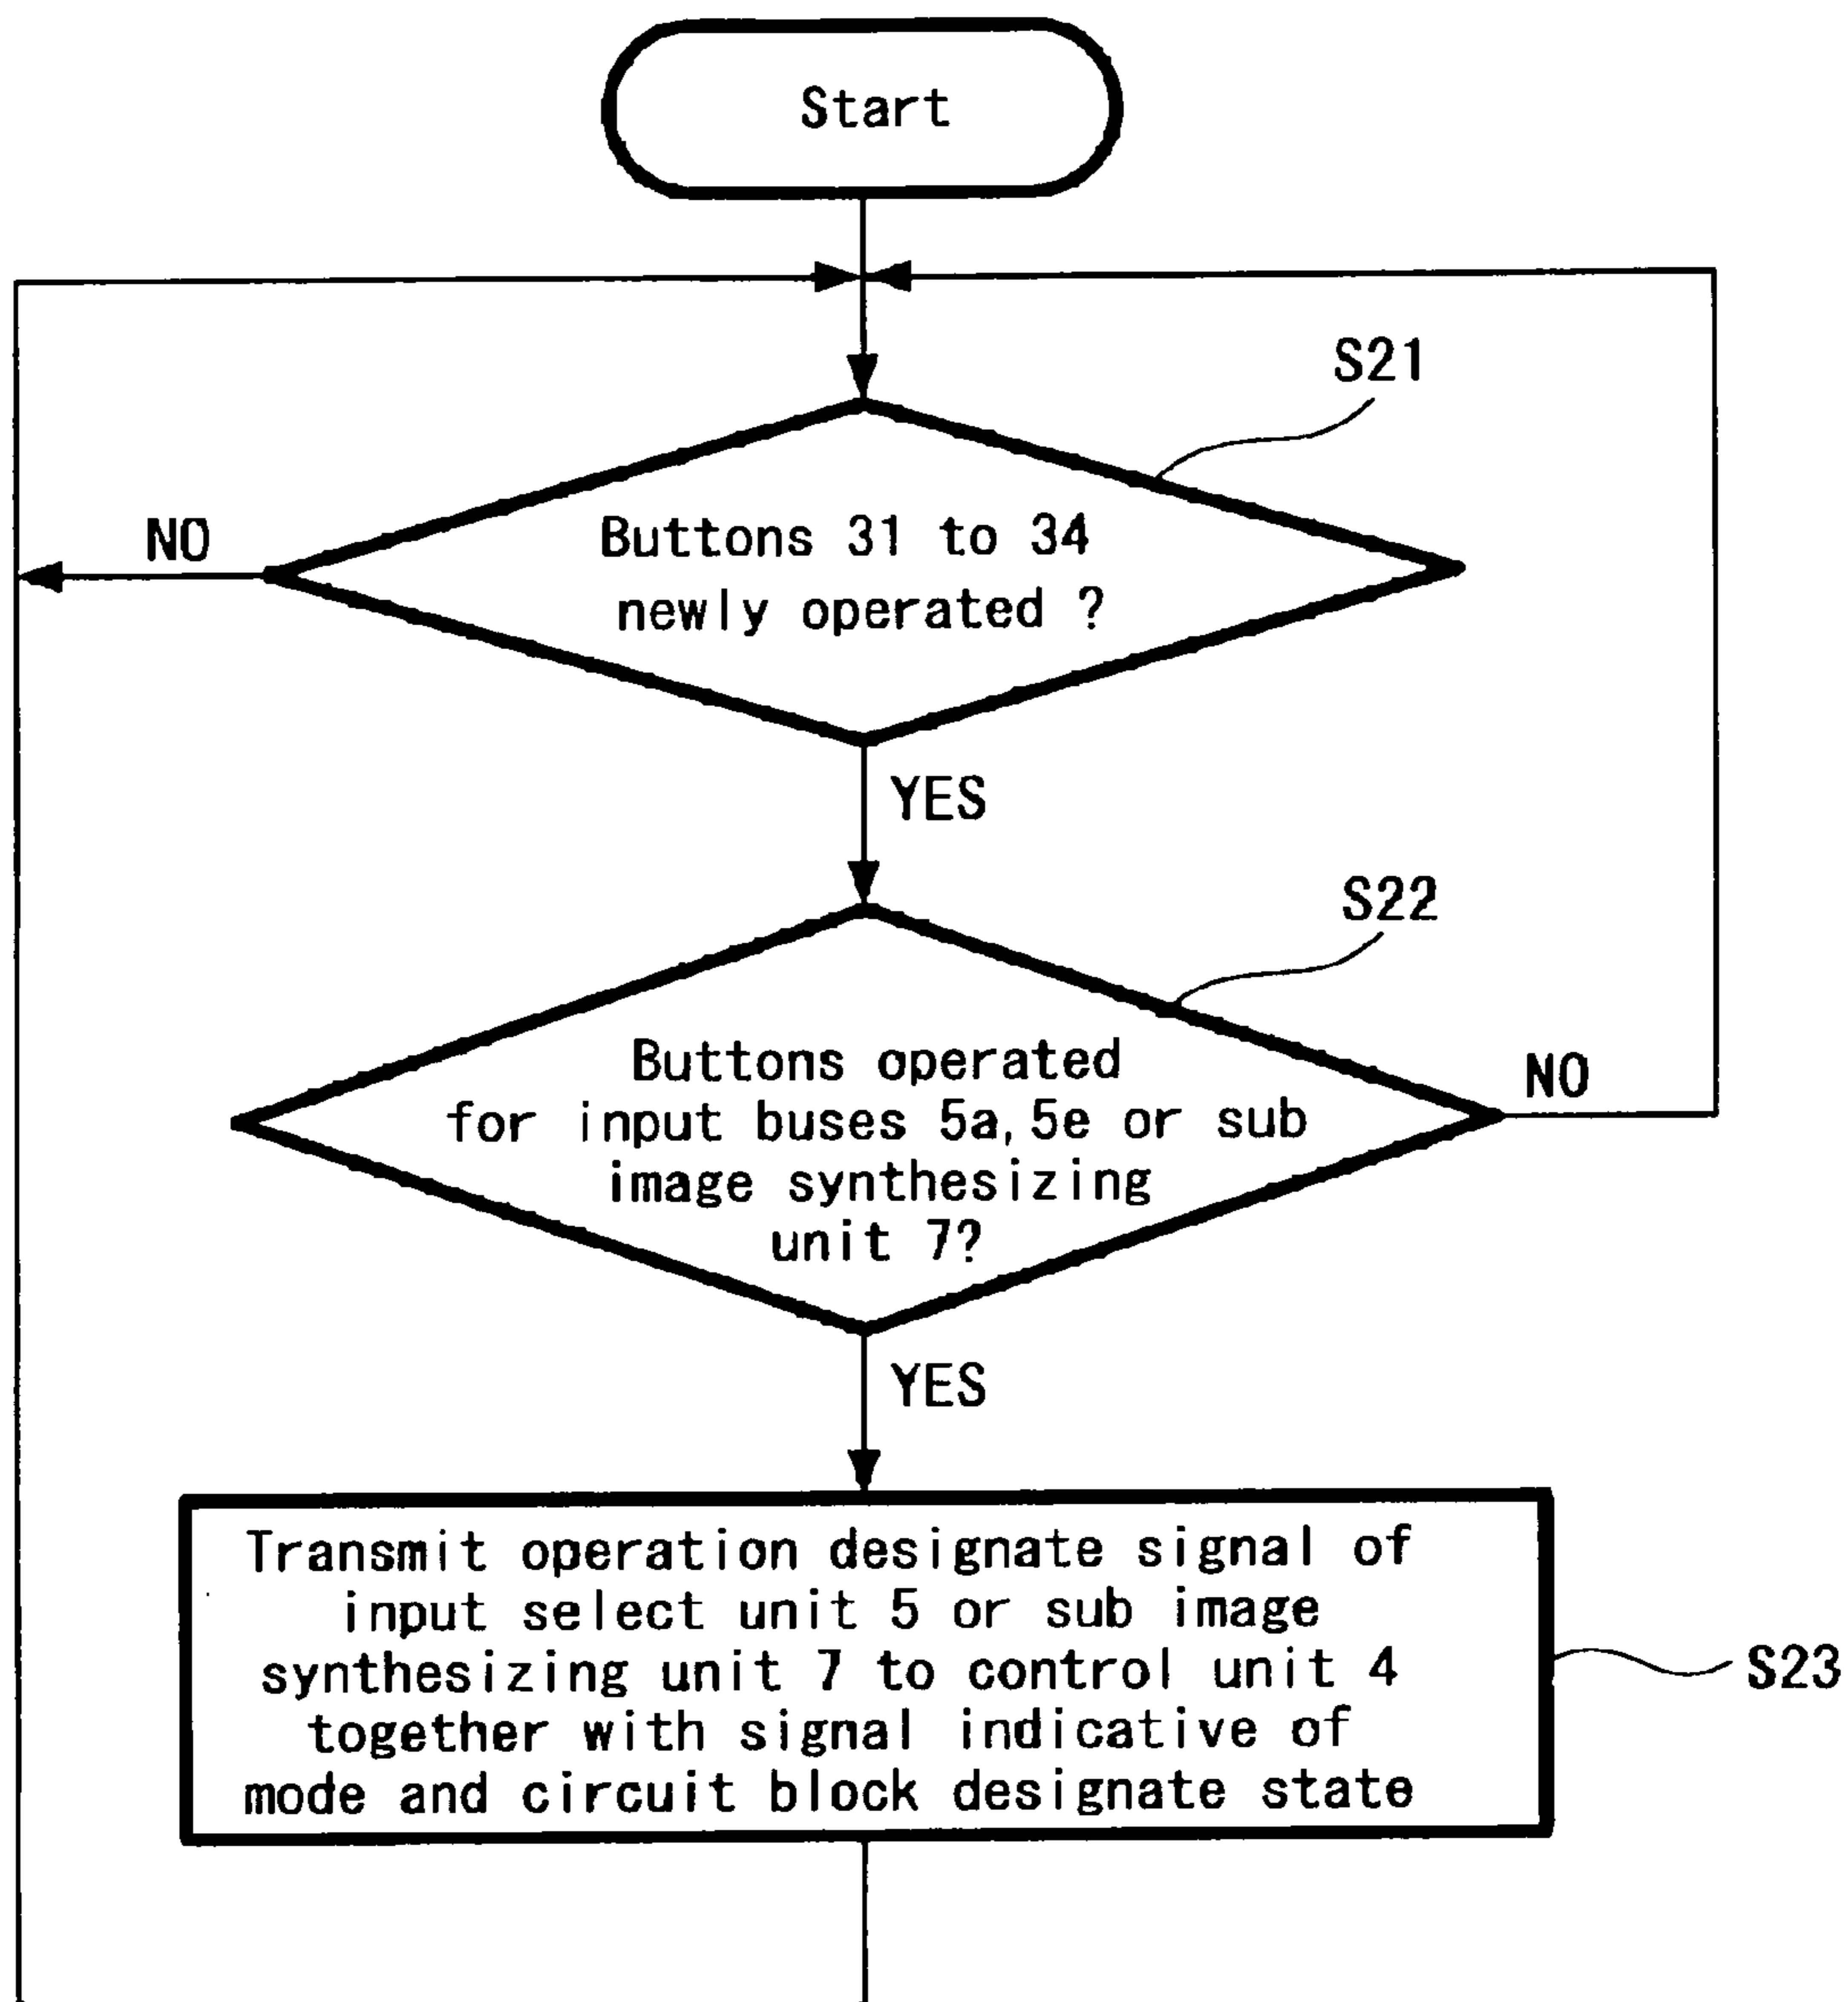 Start
S21
Buttons 31 to 34
newly operated ?
NO
YES
S22
Buttons operated
for input buses 5a, 5e or sub
image synthesizing
unit 7?
NO
YES
Transmit operation designate signal of
input select unit 5 or sub image
synthesizing unit 7 to control unit 4
together with signal indicative of
mode and circuit block designate state
S23